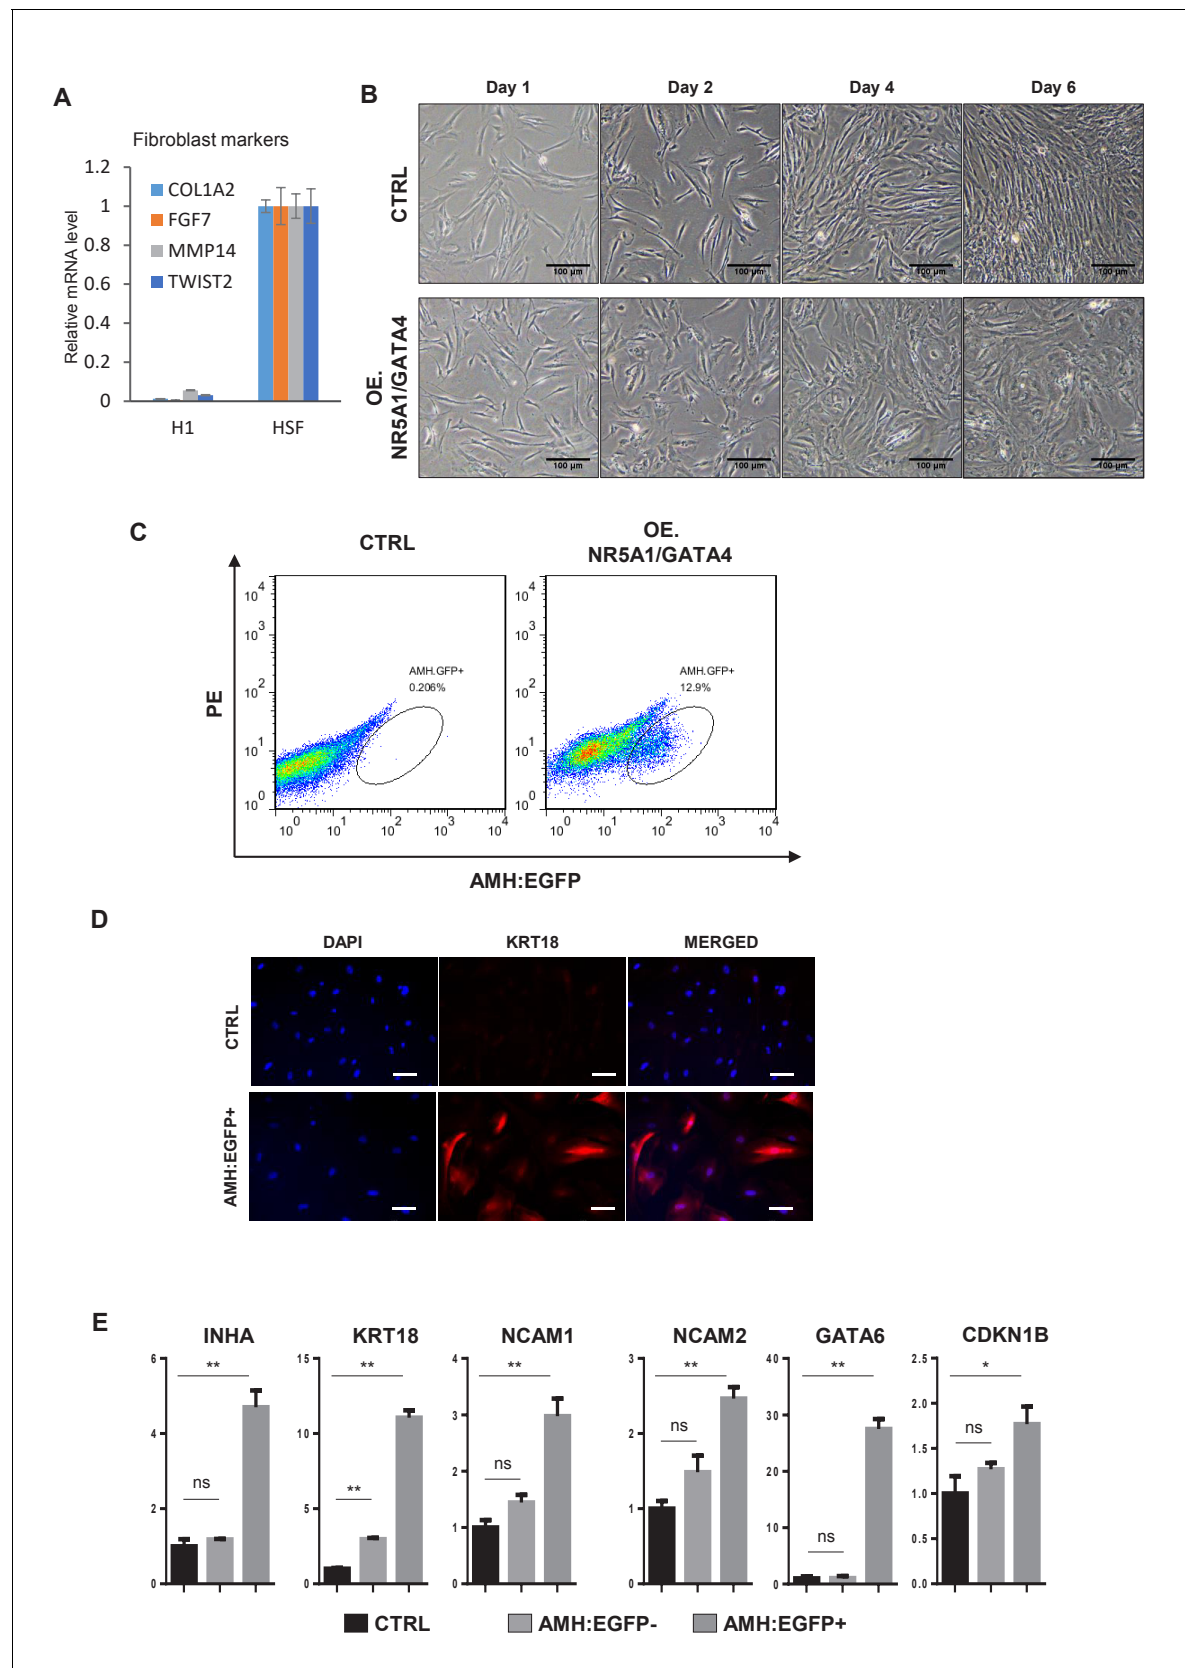 A
Fibroblast markers
Relative mRNA level
1.2
1
0.8
0.6
0.4
0.2
0
COL1A2
FGF7
MMP14
TWIST2
H1
HSF
B
Day 1
Day 2
Day 4
Day 6
CTRL
100 µm
100 µm
100 µm
100 µm
OE.
NR5A1/GATA4
100 µm
100 µm
100 µm
100 µm
C
CTRL
OE.
NR5A1/GATA4
PE
10^4
10^3
10^2
10^1
10^0
AMH.GFP+
0.206%
10^0
10^1
10^2
10^3
10^4
10^4
10^3
10^2
10^1
10^0
AMH.GFP+
12.9%
10^0
10^1
10^2
10^3
10^4
AMH:EGFP
D
DAPI
KRT18
MERGED
CTRL
AMH:EGFP+
E
INHA
6
4
2
0
**
ns
KRT18
15
10
5
0
**
**
NCAM1
4
3
2
1
0
**
ns
NCAM2
3
2
1
0
**
ns
GATA6
40
30
20
10
0
**
ns
CDKN1B
2.5
2.0
1.5
1.0
0.5
0.0
*
ns
CTRL
AMH:EGFP-
AMH:EGFP+